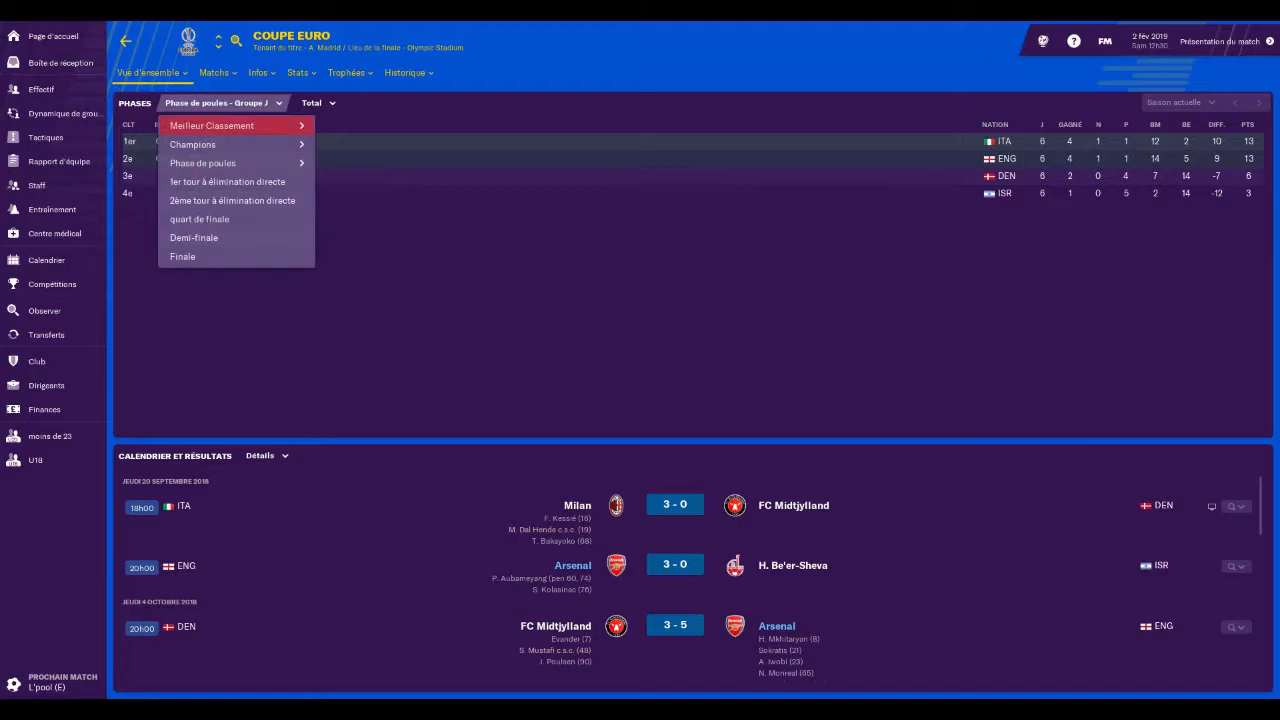 Page d'accueil
Boîte de réception
Effectif
Dynamique de grou...
Tactiques
Rapport d'équipe
Staff
Entraînement
Centre médical
Calendrier
Compétitions
Observer
Transferts
Club
Dirigeants
Finances
moins de 23
U18
PROCHAIN MATCH
L'pool (E)
COUPE EURO
Tenant du titre - A. Madrid / Lieu de la finale - Olympic Stadium
FM
2 fév 2019
Sam 12h30
Présentation du match
Vue d'ensemble Matchs Infos Stats Trophées Historique
PHASES Phase de poules - Groupe J Total Saison actuelle
CLT NATION J GAGNÉ N P BM BE DIFF. PTS
1er ITA 6 4 1 1 12 2 10 13
2e ENG 6 4 1 1 14 5 9 13
3e DEN 6 2 0 4 7 14 -7 6
4e ISR 6 1 0 5 2 14 -12 3
Meilleur Classement
Champions
Phase de poules
1er tour à élimination directe
2ème tour à élimination directe
quart de finale
Demi-finale
Finale
CALENDRIER ET RÉSULTATS Détails
JEUDI 20 SEPTEMBRE 2018
18h00 ITA Milan 3 - 0 FC Midtjylland DEN
F. Kessié (16)
M. Dal Hende c.s.c. (19)
T. Bakayoko (68)
20h00 ENG Arsenal 3 - 0 H. Be'er-Sheva ISR
P. Aubameyang (pen 60, 74)
S. Kolasinac (76)
JEUDI 4 OCTOBRE 2018
20h00 DEN FC Midtjylland 3 - 5 Arsenal ENG
Evander (7) H. Mkhitaryan (8)
S. Mustafi c.s.c. (48) Sokratis (21)
J. Poulsen (90) A. Iwobi (23)
N. Monreal (65)